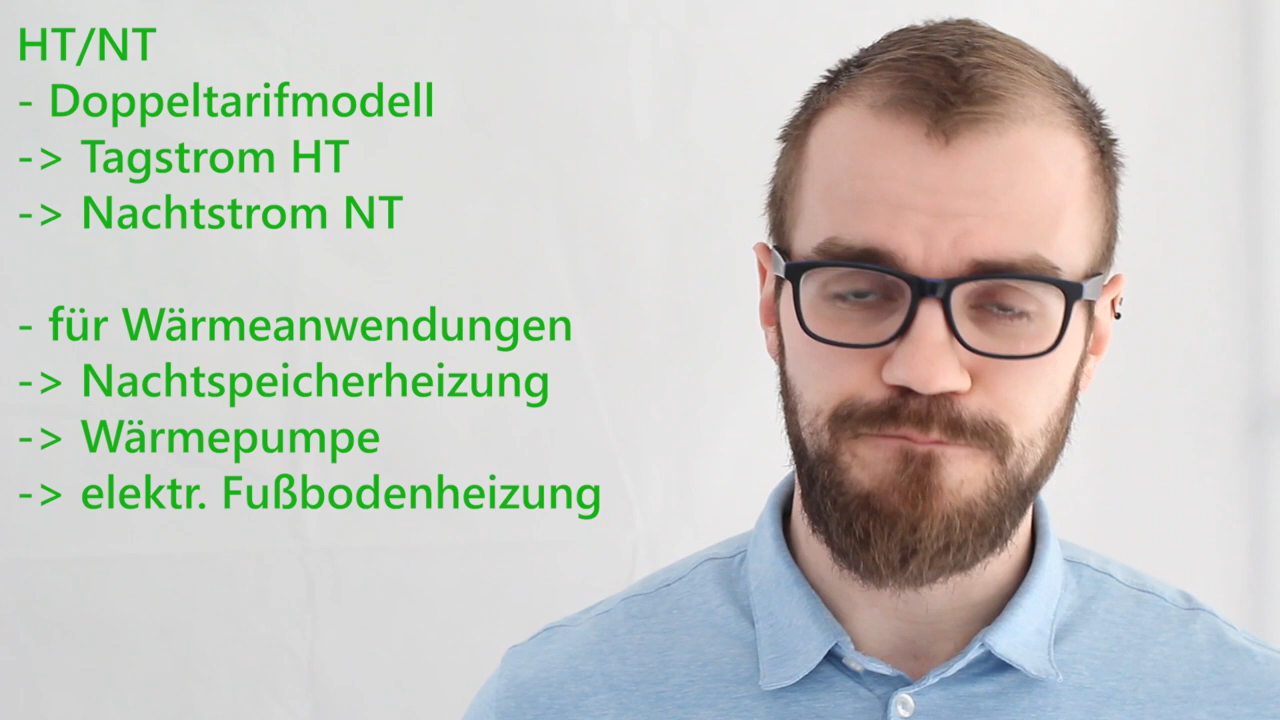 HT/NT
- Doppeltarifmodell
-> Tagstrom HT
-> Nachtstrom NT
- für Wärmeanwendungen
-> Nachtspeicherheizung
-> Wärmepumpe
-> elektr. Fußbodenheizung